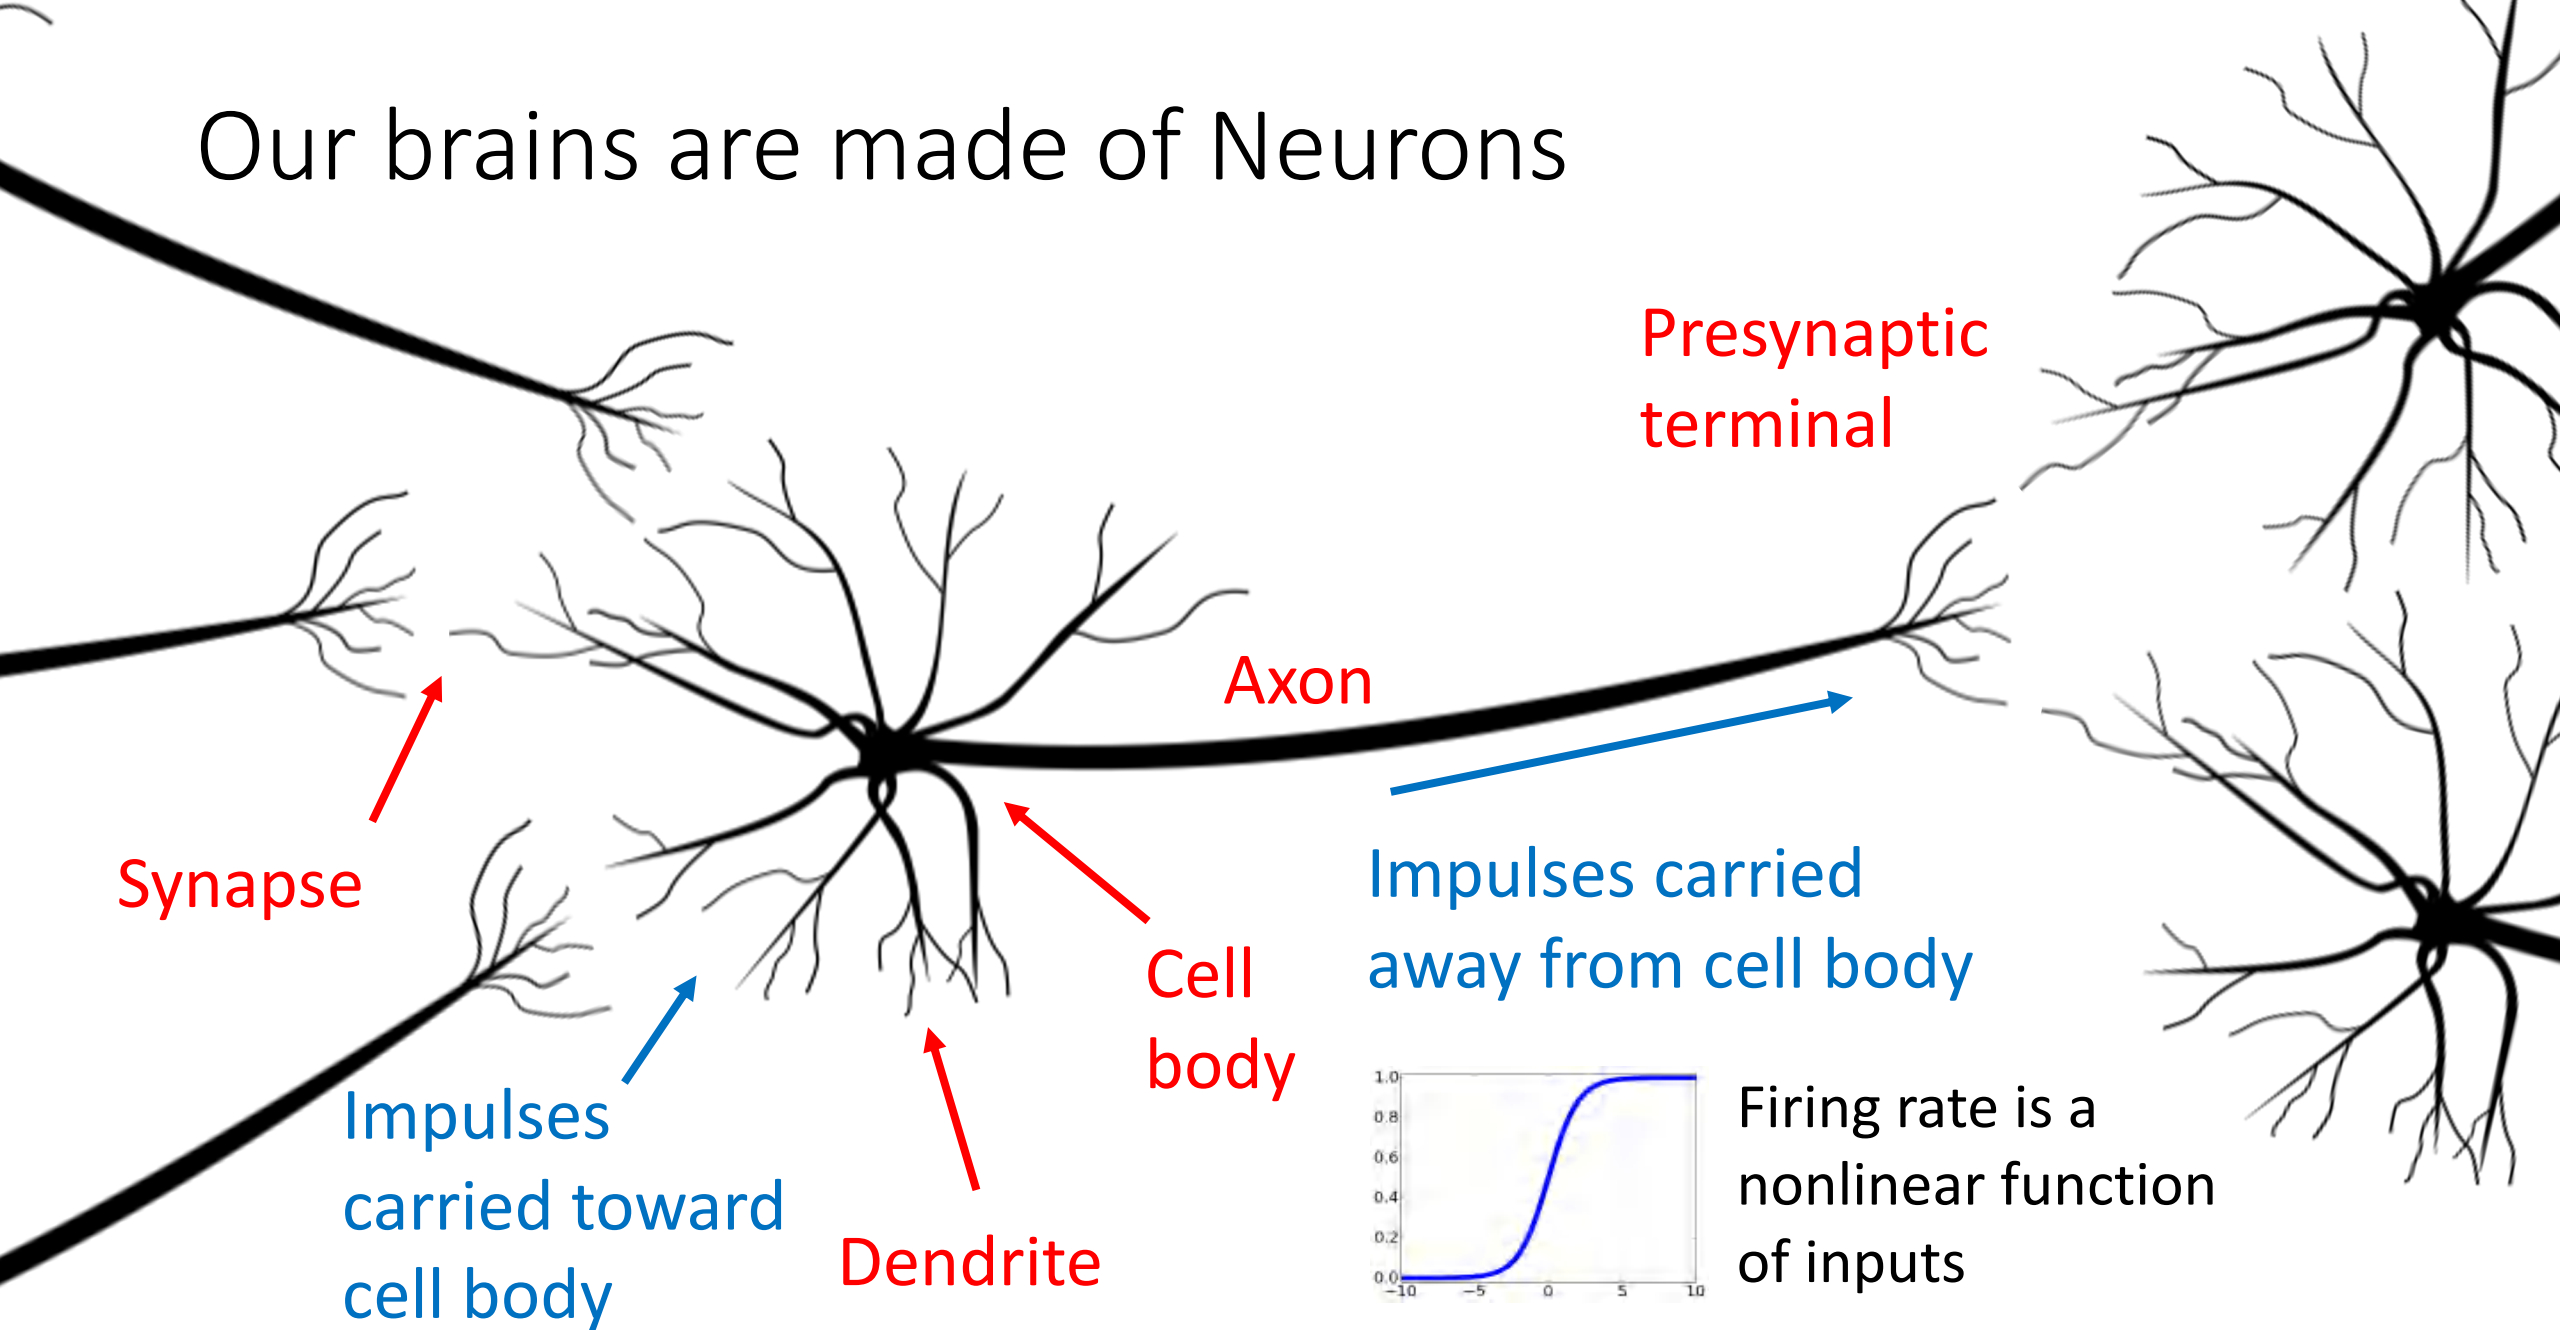 Our brains are made of Neurons
Presynaptic
terminal
Axon
Synapse
Impulses carried
away from cell body
Cell
body
Impulses
carried toward
cell body
Dendrite
Firing rate is a
nonlinear function
of inputs
1.0
0.8
0.6
0.4
0.2
0.0
−10 −5 0 5 10